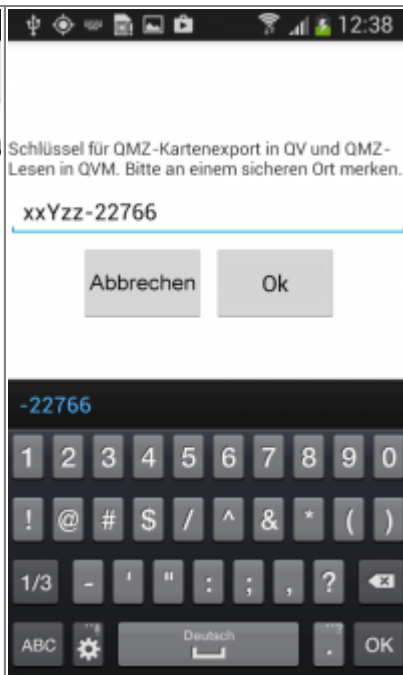 12:38
Schlüssel für QMZ-Kartenexport in QV und QMZ-
Lesen in QVM. Bitte an einem sicheren Ort merken.
xxYzz-22766
Abbrechen Ok
-22766
1 2 3 4 5 6 7 8 9 0
! @ # $ / ^ & * ( )
1/3 - ' " : ; , ?
ABC Deutsch . OK